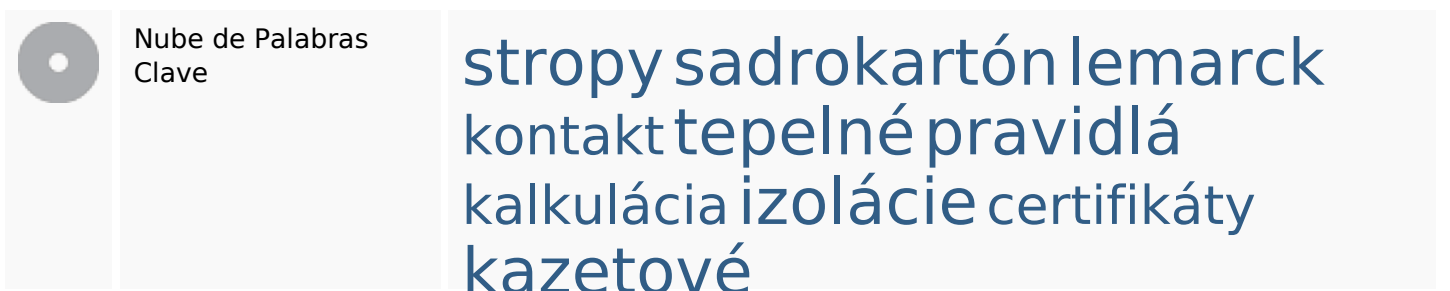 Nube de Palabras
Clave
stropy sadrokartón lemarck
kontakt tepelné pravidlá
kalkulácia izolácie certifikáty
kazetové